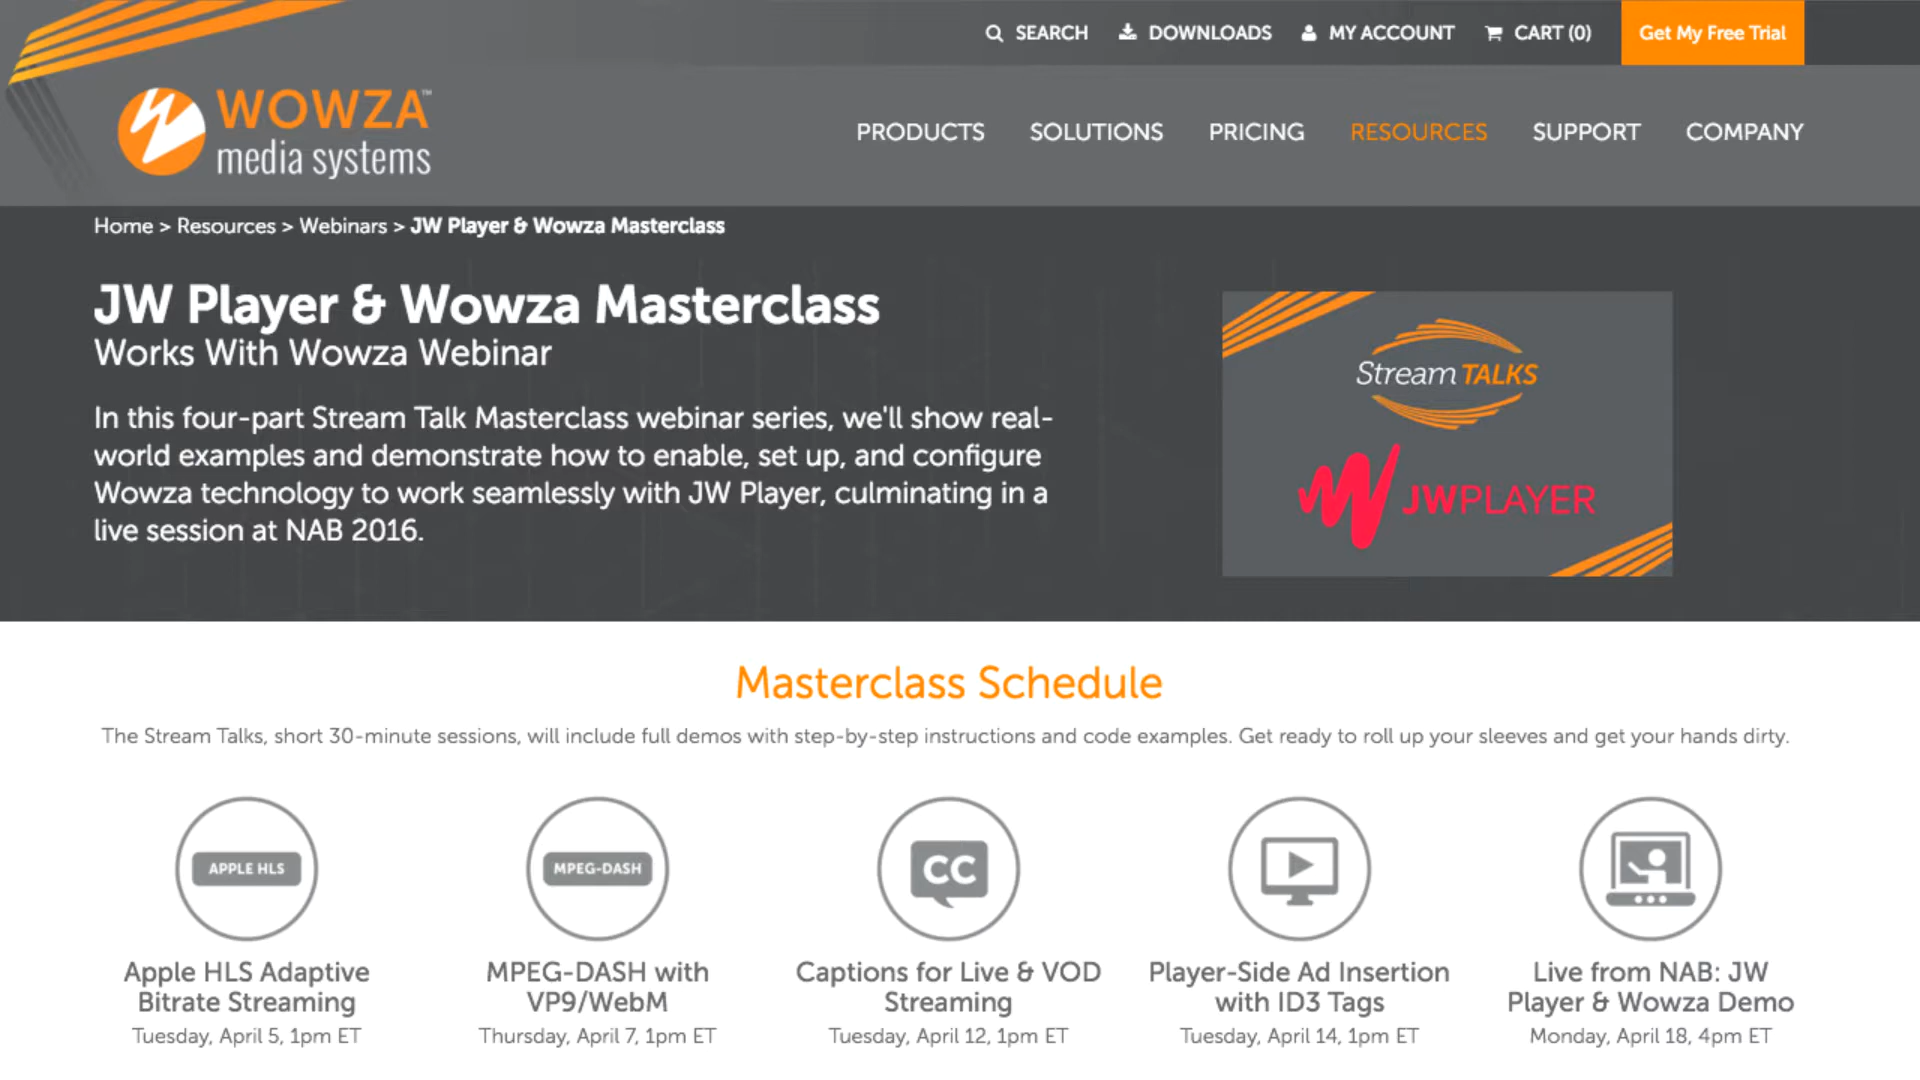 SEARCH DOWNLOADS MY ACCOUNT CART (0) Get My Free Trial
WOWZA™
media systems
PRODUCTS SOLUTIONS PRICING RESOURCES SUPPORT COMPANY
Home > Resources > Webinars > JW Player & Wowza Masterclass
JW Player & Wowza Masterclass
Works With Wowza Webinar
In this four-part Stream Talk Masterclass webinar series, we'll show real-
world examples and demonstrate how to enable, set up, and configure
Wowza technology to work seamlessly with JW Player, culminating in a
live session at NAB 2016.
Stream TALKS
JWPLAYER
Masterclass Schedule
The Stream Talks, short 30-minute sessions, will include full demos with step-by-step instructions and code examples. Get ready to roll up your sleeves and get your hands dirty.
APPLE HLS
Apple HLS Adaptive
Bitrate Streaming
Tuesday, April 5, 1pm ET
MPEG-DASH
MPEG-DASH with
VP9/WebM
Thursday, April 7, 1pm ET
CC
Captions for Live & VOD
Streaming
Tuesday, April 12, 1pm ET
Player-Side Ad Insertion
with ID3 Tags
Tuesday, April 14, 1pm ET
Live from NAB: JW
Player & Wowza Demo
Monday, April 18, 4pm ET